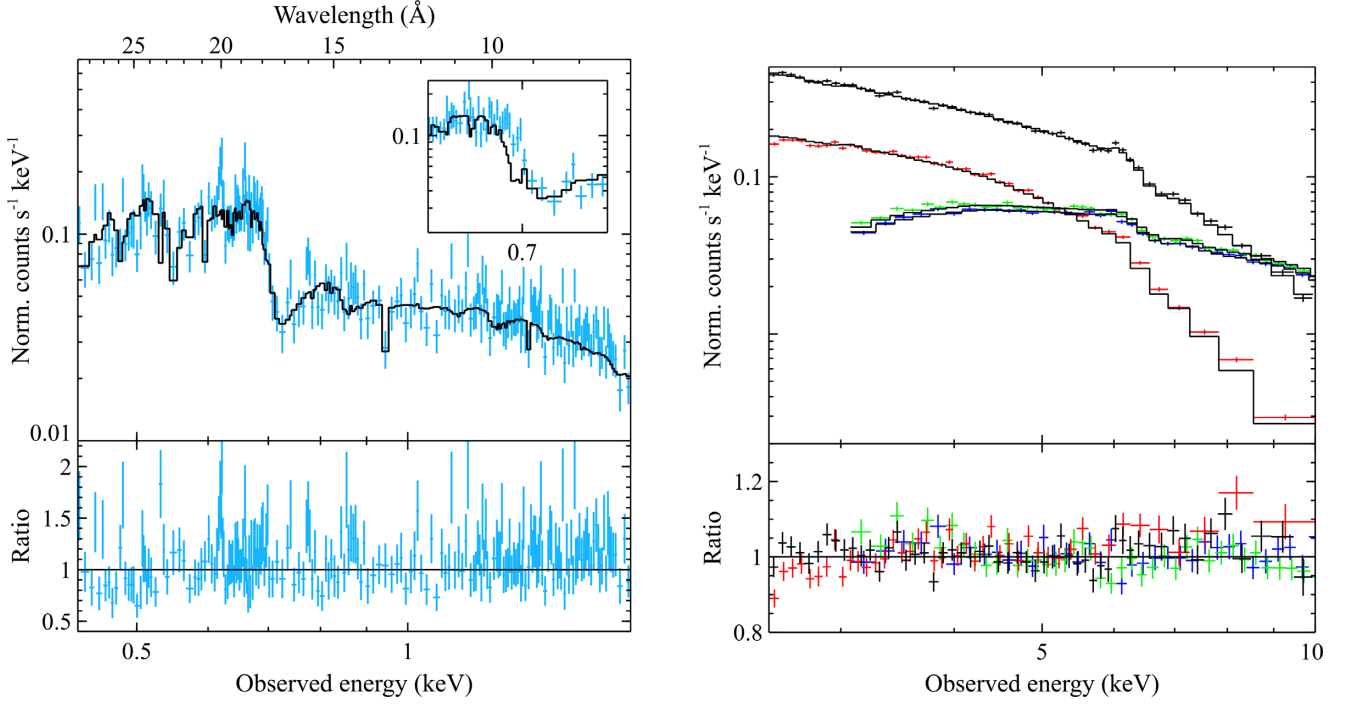 Wavelength (Å)
25 20 15 10
Norm. counts s⁻¹ keV⁻¹
0.1
0.01
0.1
0.7
Ratio
2
1.5
1
0.5
0.5 1
Observed energy (keV)
Norm. counts s⁻¹ keV⁻¹
0.1
Ratio
1.2
1
0.8
5 10
Observed energy (keV)